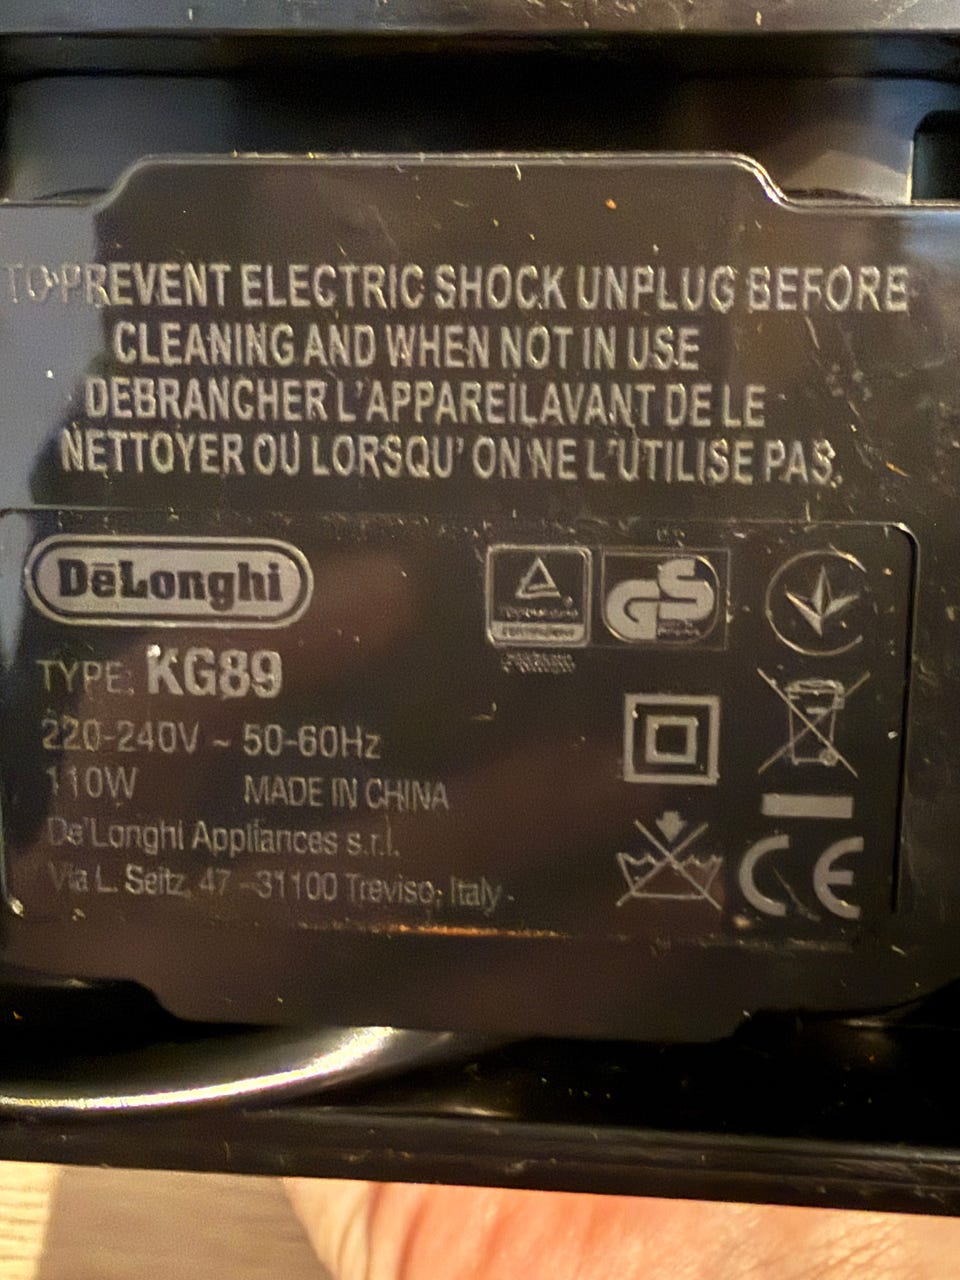 TO PREVENT ELECTRIC SHOCK UNPLUG BEFORE
CLEANING AND WHEN NOT IN USE
DEBRANCHER L'APPAREIL AVANT DE LE
NETTOYER OU LORSQU' ON NE L'UTILISE PAS.
DēLonghi
TYPE: KG89
220-240V ~ 50-60Hz
110W MADE IN CHINA
De'Longhi Appliances s.r.l.
Via L. Seitz, 47 - 31100 Treviso, Italy
GS
CE